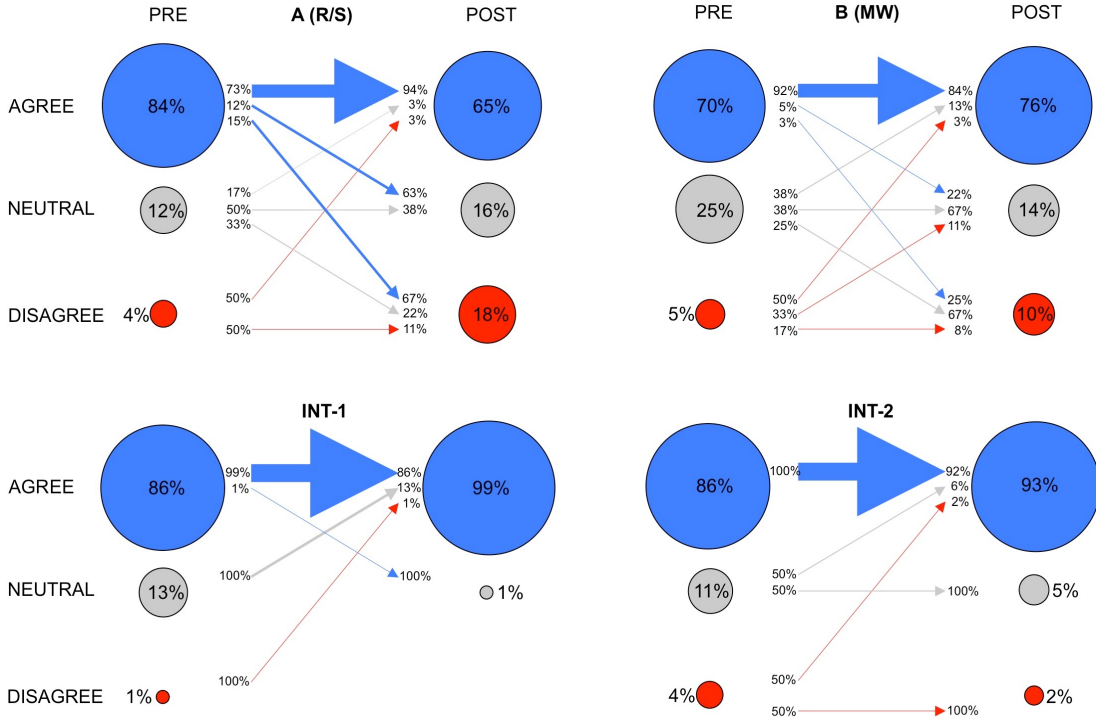 PRE A (R/S) POST PRE B (MW) POST
73% 94% 92% 84%
AGREE 84% 12% 3% 65% 70% 5% 13% 76%
15% 3% 3% 3%
17% 63% 38% 22%
NEUTRAL 12% 50% 38% 16% 25% 38% 67% 14%
33% 25% 11%
50% 67% 50% 25%
DISAGREE 4% 22% 18% 5% 33% 67% 10%
50% 11% 17% 8%
INT-1 INT-2
99% 86% 100% 92%
AGREE 86% 1% 13% 99% 86% 6% 93%
1% 2%
100% 100% 50%
NEUTRAL 13% 1% 11% 50% 100% 5%
100% 50%
DISAGREE 1% 4% 2%
50% 100%